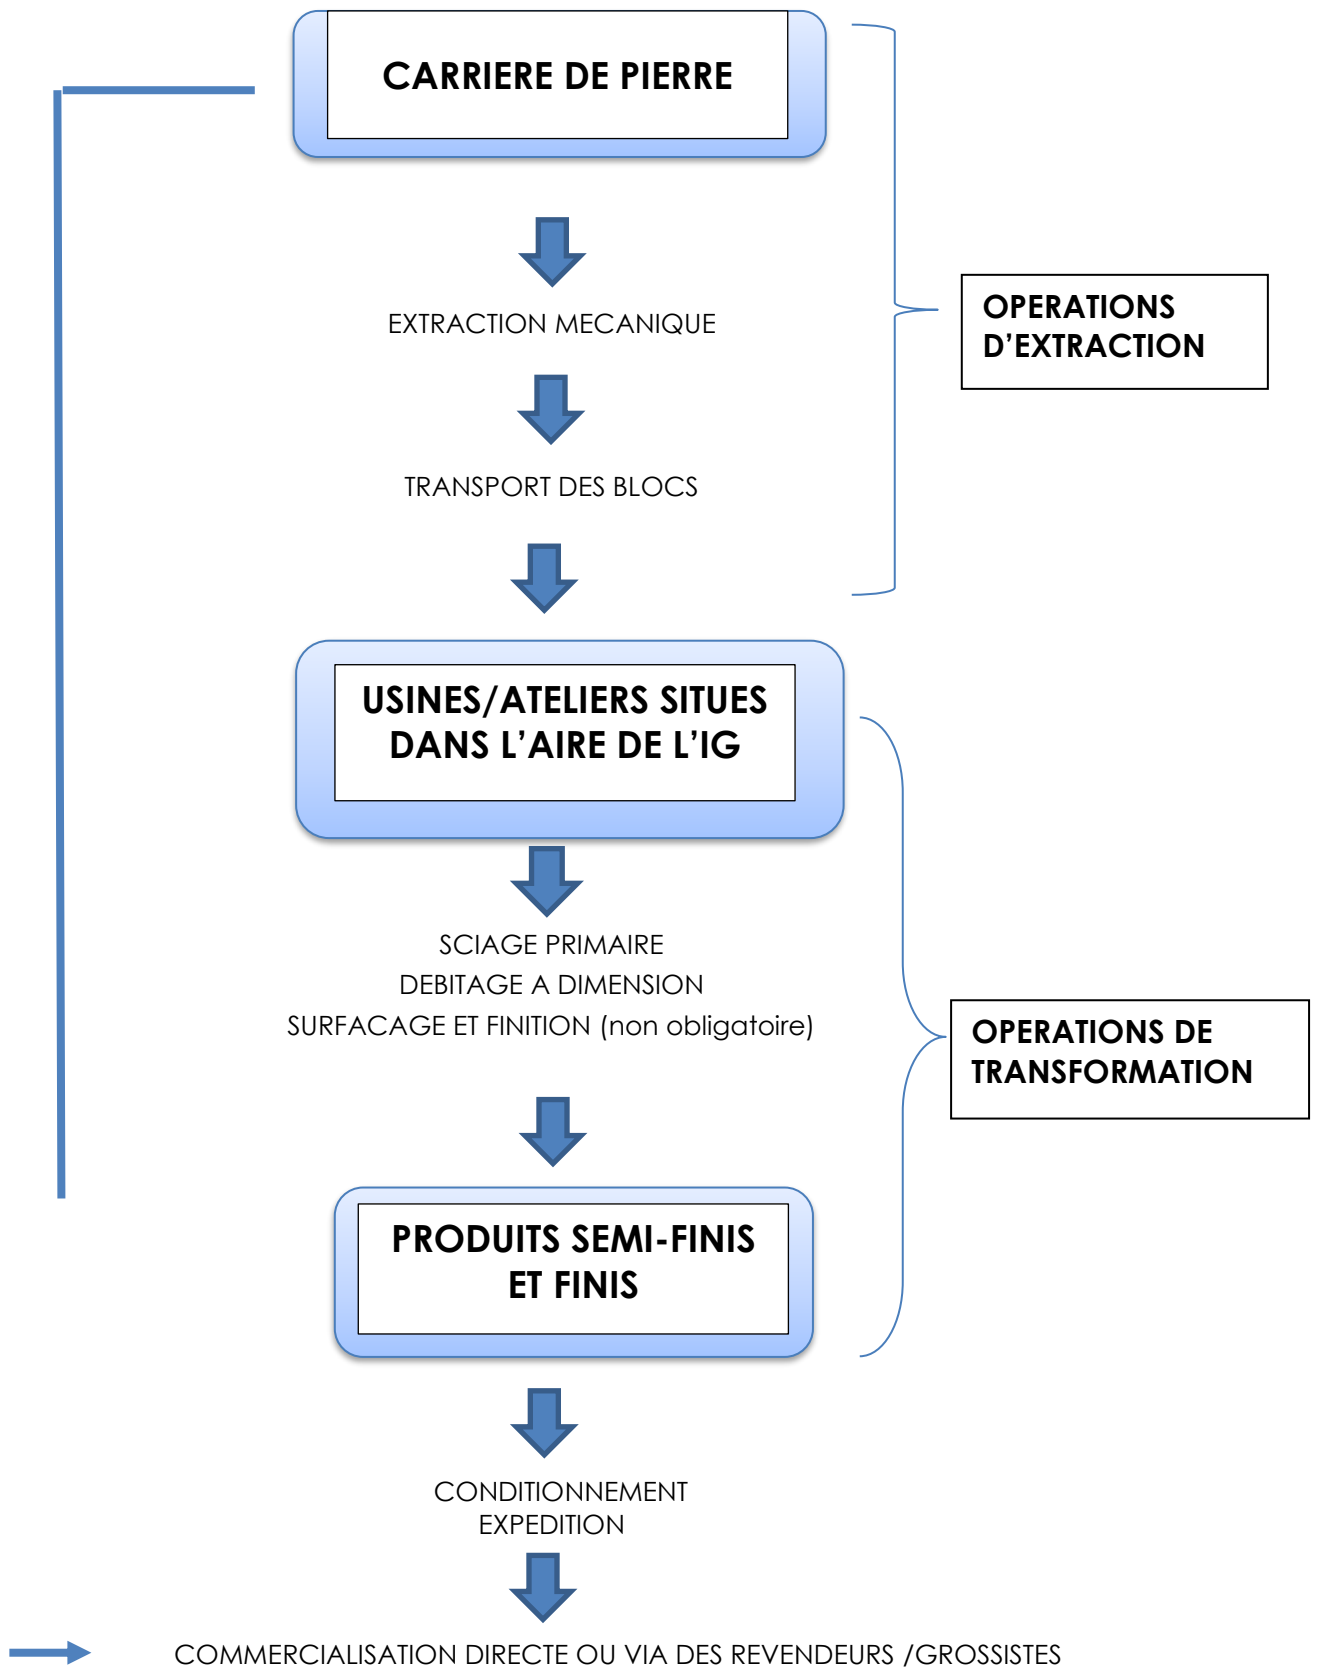 CARRIERE DE PIERRE
EXTRACTION MECANIQUE
OPERATIONS
D’EXTRACTION
TRANSPORT DES BLOCS
USINES/ATELIERS SITUES
DANS L’AIRE DE L’IG
SCIAGE PRIMAIRE
DEBITAGE A DIMENSION
SURFACAGE ET FINITION (non obligatoire)
OPERATIONS DE
TRANSFORMATION
PRODUITS SEMI-FINIS
ET FINIS
CONDITIONNEMENT
EXPEDITION
COMMERCIALISATION DIRECTE OU VIA DES REVENDEURS /GROSSISTES